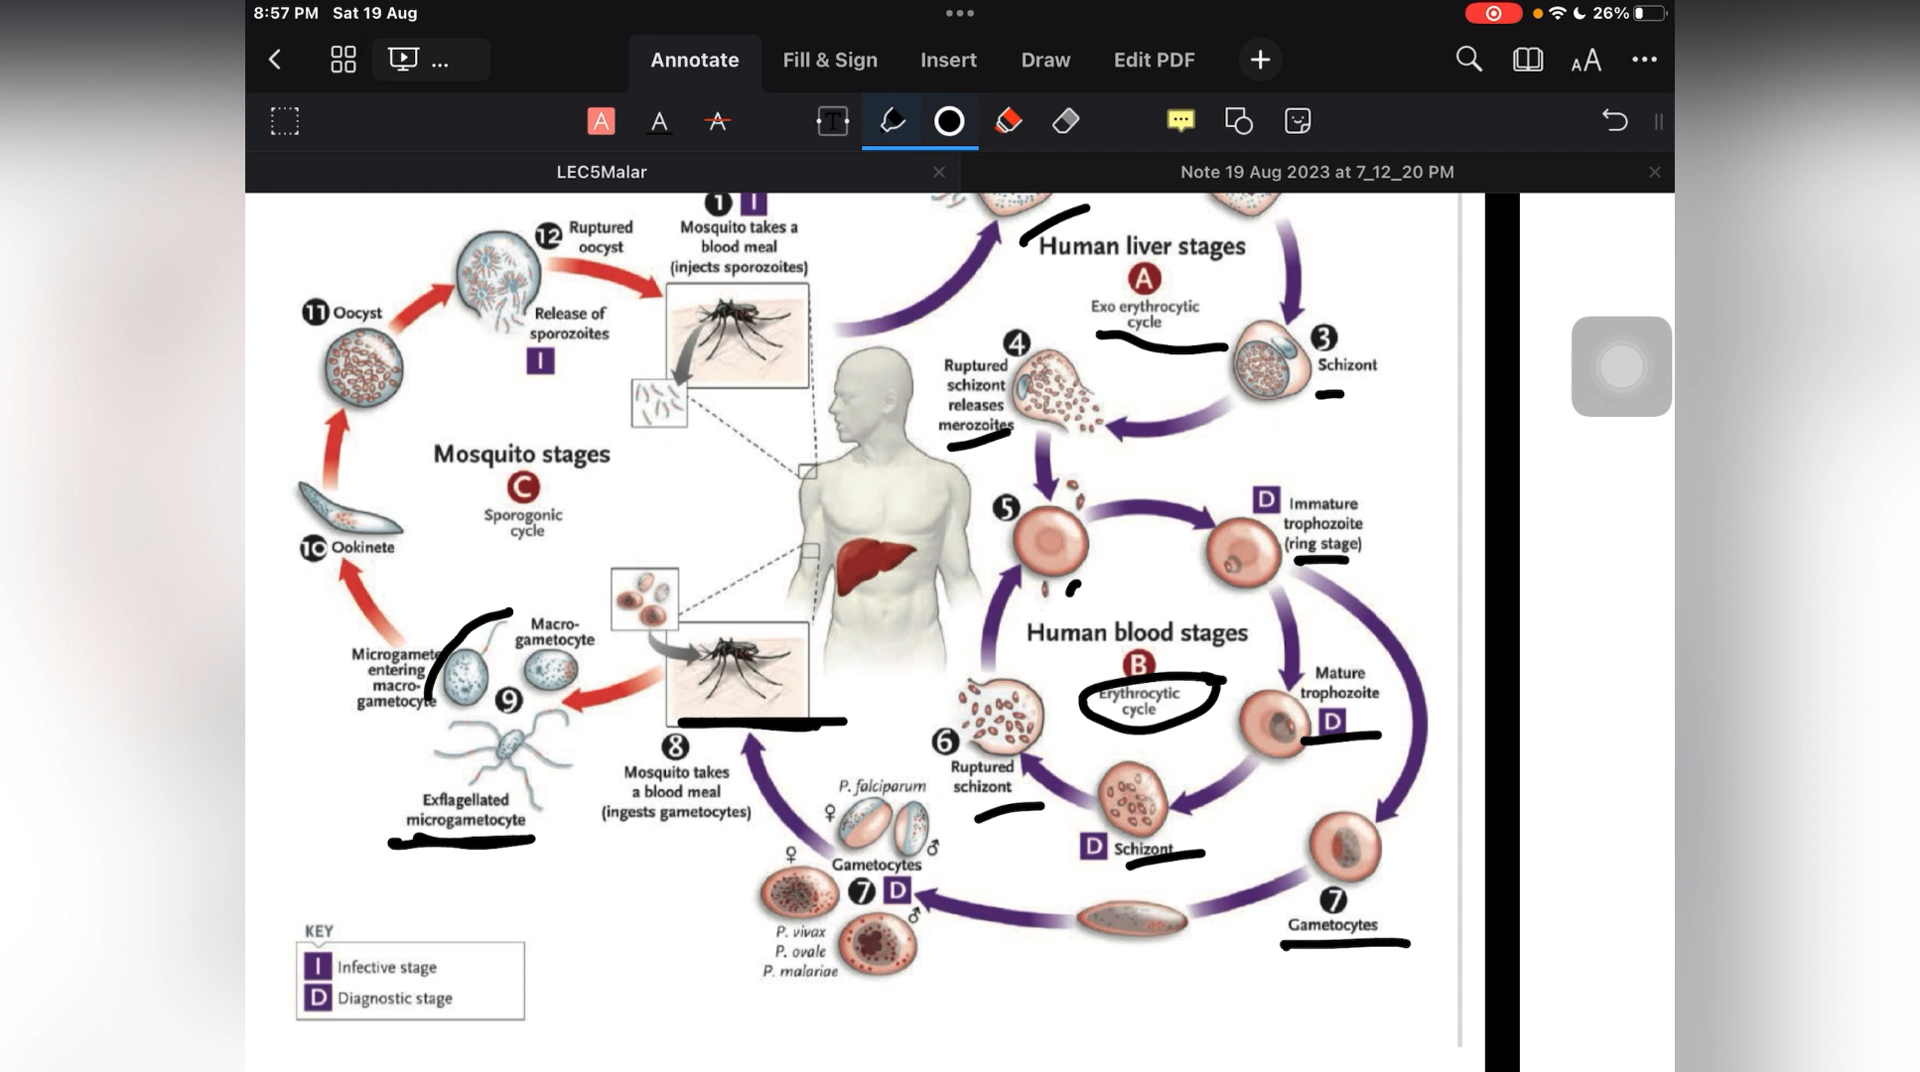 8:57 PM Sat 19 Aug
26%
...
Annotate
Fill & Sign
Insert
Draw
Edit PDF
LEC5Malar
Note 19 Aug 2023 at 7_12_20 PM
1 I
Mosquito takes a
blood meal
(injects sporozoites)
12 Ruptured
oocyst
Release of
sporozoites
I
11 Oocyst
10 Ookinete
Mosquito stages
C
Sporogonic
cycle
Microgamete
entering
macro-
gametocyte
Macro-
gametocyte
9
Exflagellated
microgametocyte
8
Mosquito takes
a blood meal
(ingests gametocytes)
Human liver stages
A
Exo erythrocytic
cycle
3
Schizont
4
Ruptured
schizont
releases
merozoites
5
D Immature
trophozoite
(ring stage)
Human blood stages
B
Erythrocytic
cycle
Mature
trophozoite
D
6
Ruptured
schizont
D Schizont
7
Gametocytes
P. falciparum
♀
♂
Gametocytes
♀
7 D
♂
P. vivax
P. ovale
P. malariae
KEY
I Infective stage
D Diagnostic stage